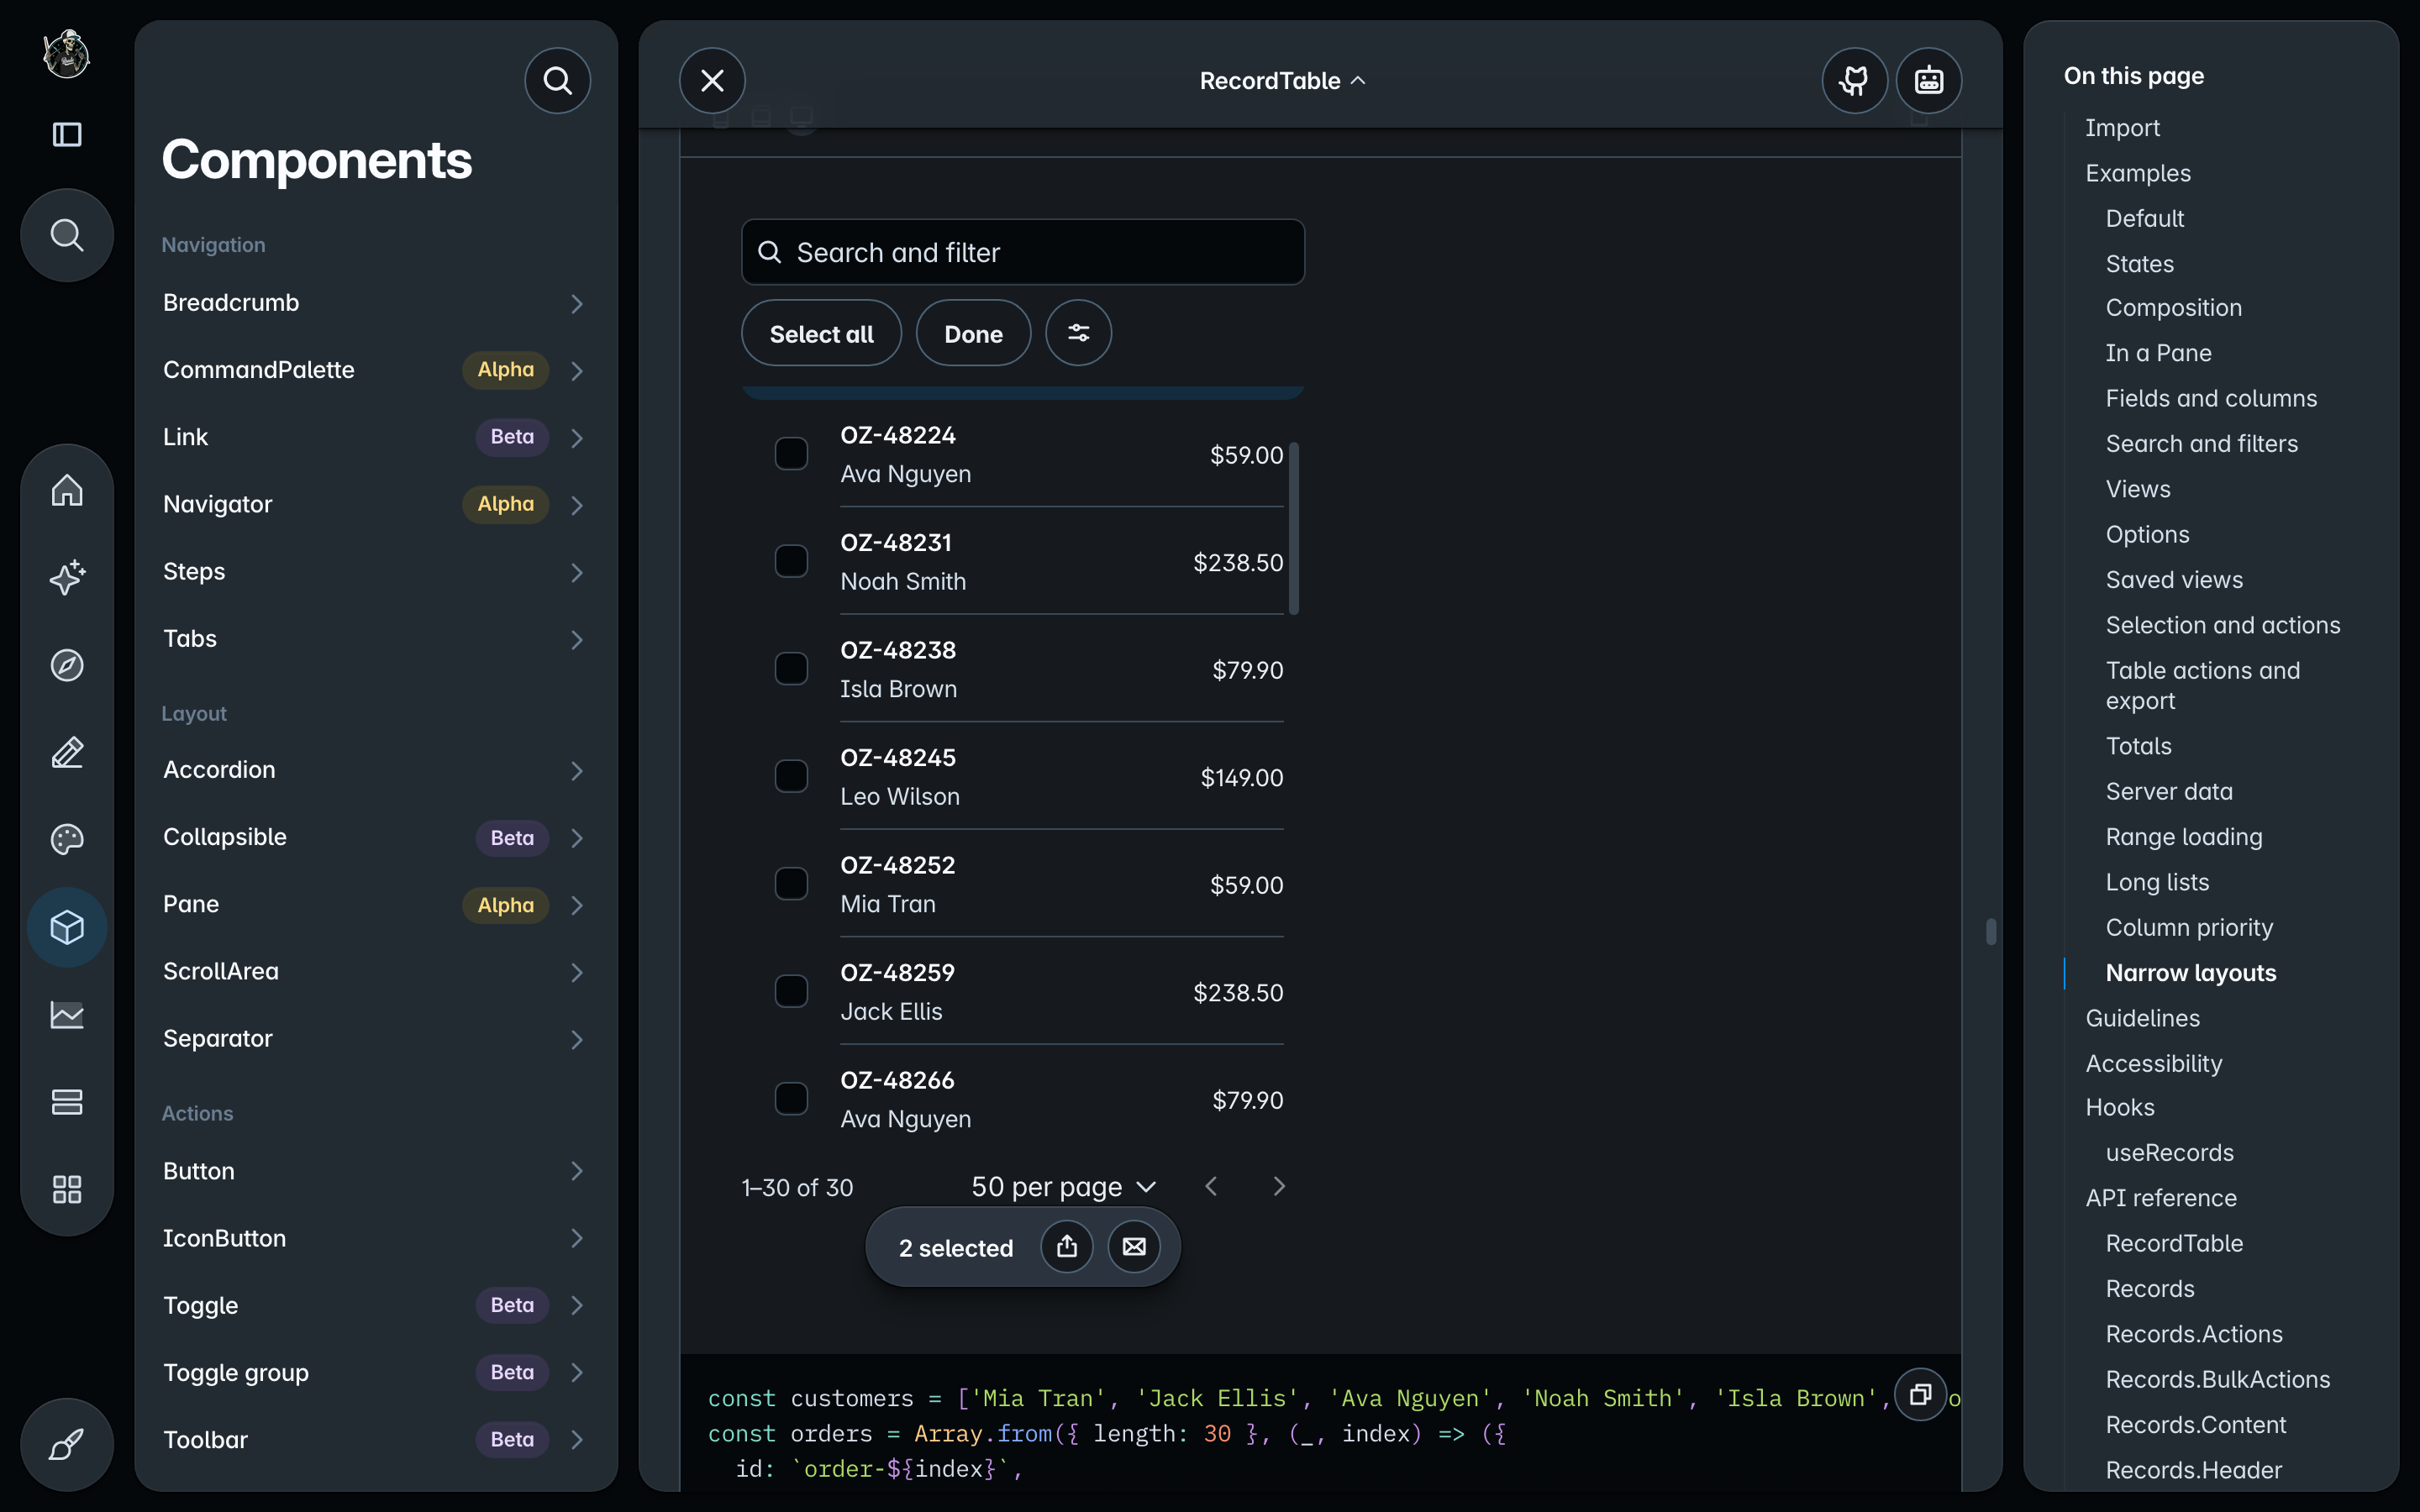 Components
Navigation
Breadcrumb
CommandPalette Alpha
Link Beta
Navigator Alpha
Steps
Tabs
Layout
Accordion
Collapsible Beta
Pane Alpha
ScrollArea
Separator
Actions
Button
IconButton
Toggle Beta
Toggle group Beta
Toolbar Beta
RecordTable
Search and filter
Select all Done
OZ-48224
Ava Nguyen
$59.00
OZ-48231
Noah Smith
$238.50
OZ-48238
Isla Brown
$79.90
OZ-48245
Leo Wilson
$149.00
OZ-48252
Mia Tran
$59.00
OZ-48259
Jack Ellis
$238.50
OZ-48266
Ava Nguyen
$79.90
1–30 of 30 50 per page
2 selected
const customers = ['Mia Tran', 'Jack Ellis', 'Ava Nguyen', 'Noah Smith', 'Isla Brown',
const orders = Array.from({ length: 30 }, (_, index) => ({
id: `order-${index}`,
On this page
Import
Examples
Default
States
Composition
In a Pane
Fields and columns
Search and filters
Views
Options
Saved views
Selection and actions
Table actions and
export
Totals
Server data
Range loading
Long lists
Column priority
Narrow layouts
Guidelines
Accessibility
Hooks
useRecords
API reference
RecordTable
Records
Records.Actions
Records.BulkActions
Records.Content
Records.Header